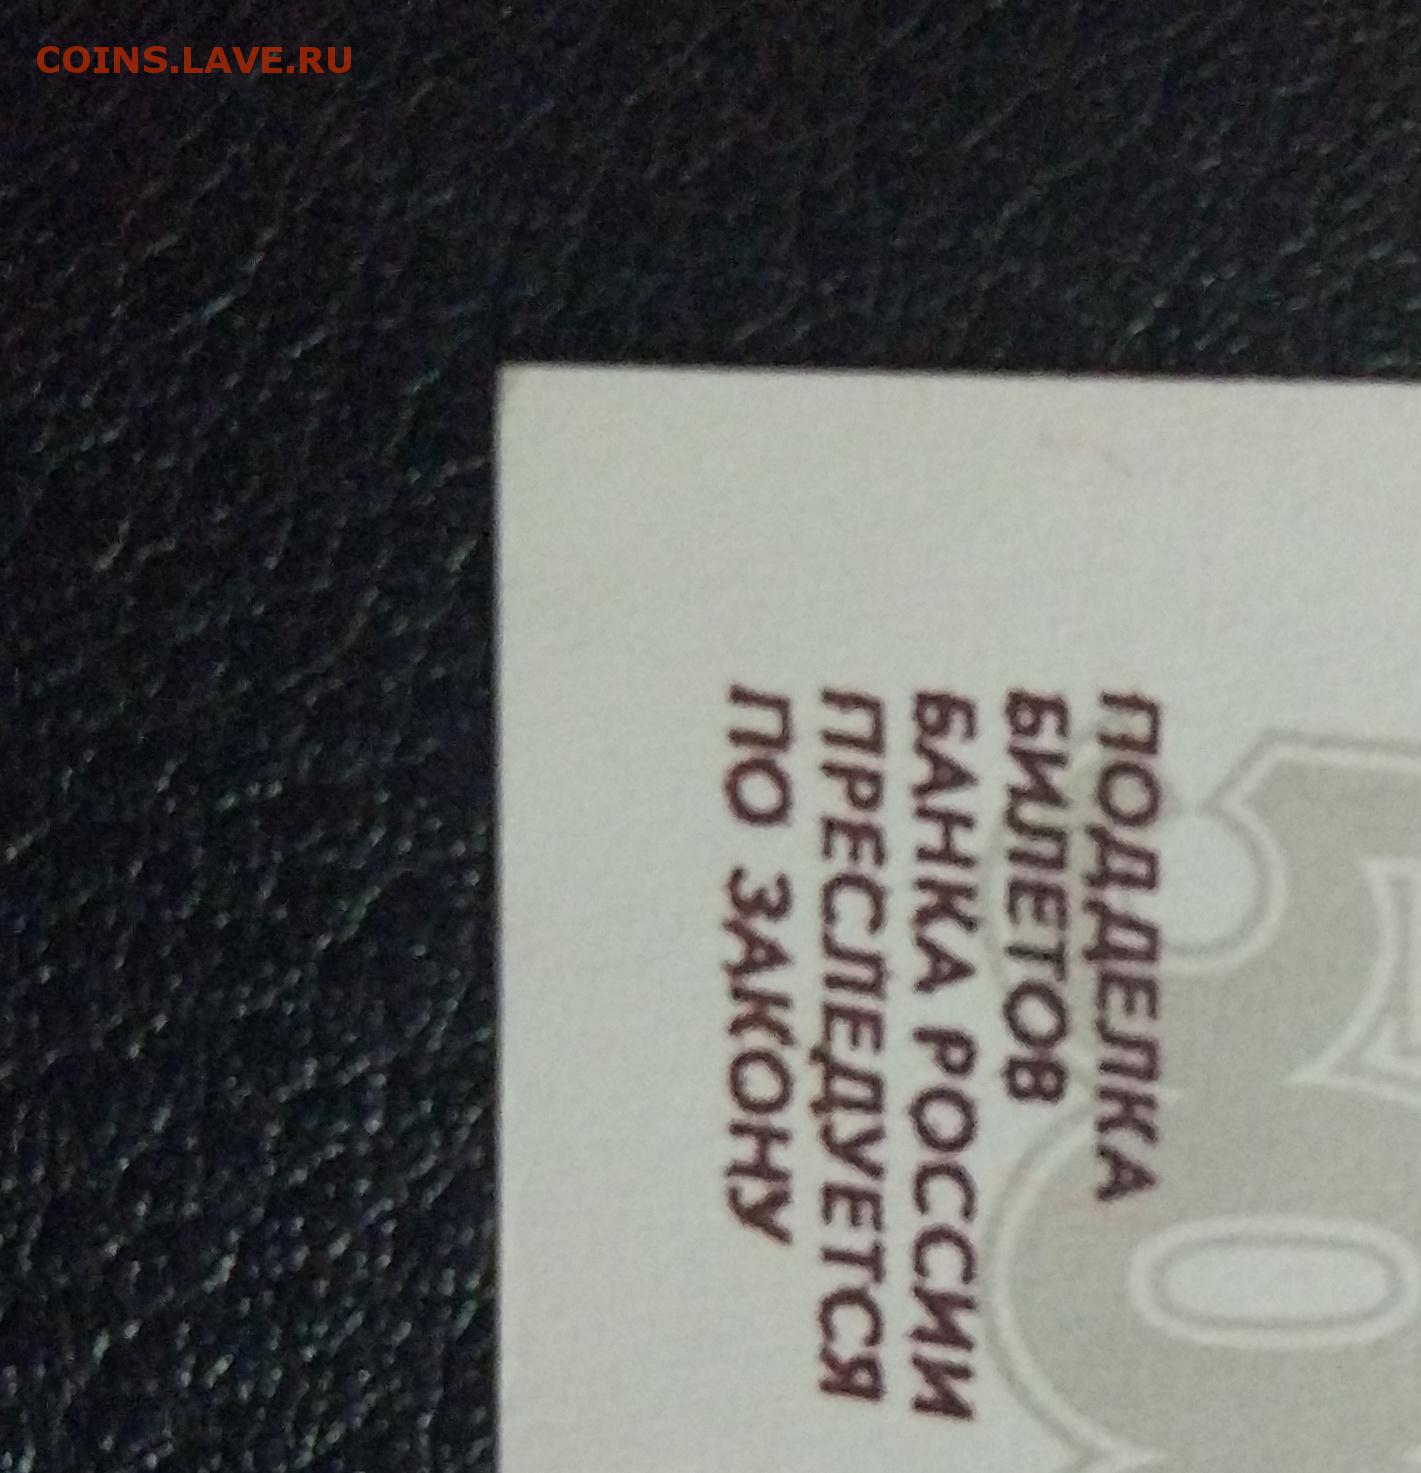 COINS.LAVE.RU
ПОДДЕЛКА
БИЛЕТОВ
БАНКА РОССИИ
ПРЕСЛЕДУЕТСЯ
ПО ЗАКОНУ